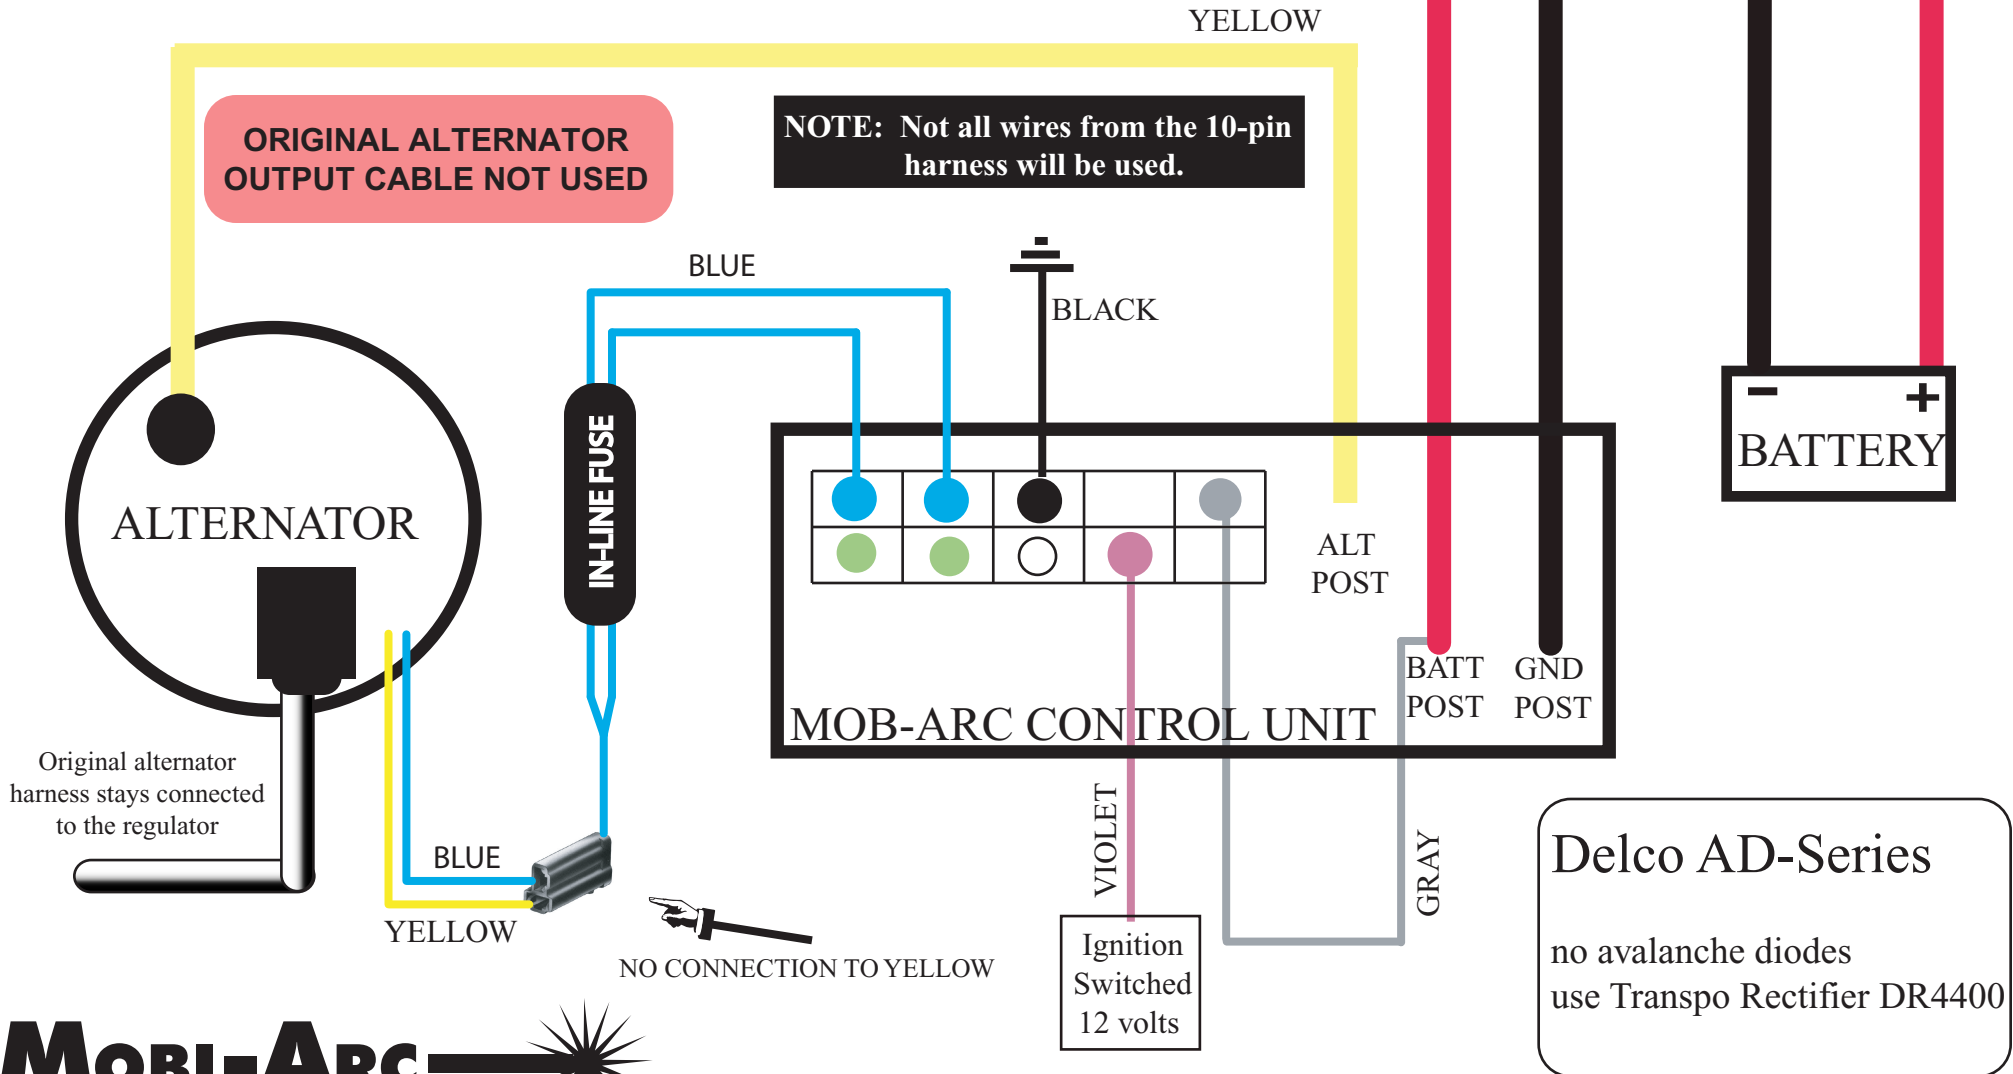 YELLOW
ORIGINAL ALTERNATOR
OUTPUT CABLE NOT USED
NOTE:  Not all wires from the 10-pin
harness will be used.
BLUE
BLACK
IN-LINE FUSE
ALTERNATOR
- +
BATTERY
ALT
POST
BATT
POST
GND
POST
MOB-ARC CONTROL UNIT
Original alternator
harness stays connected
to the regulator
BLUE
YELLOW
NO CONNECTION TO YELLOW
VIOLET
GRAY
Ignition
Switched
12 volts
Delco AD-Series
no avalanche diodes
use Transpo Rectifier DR4400
MOBI-ARC